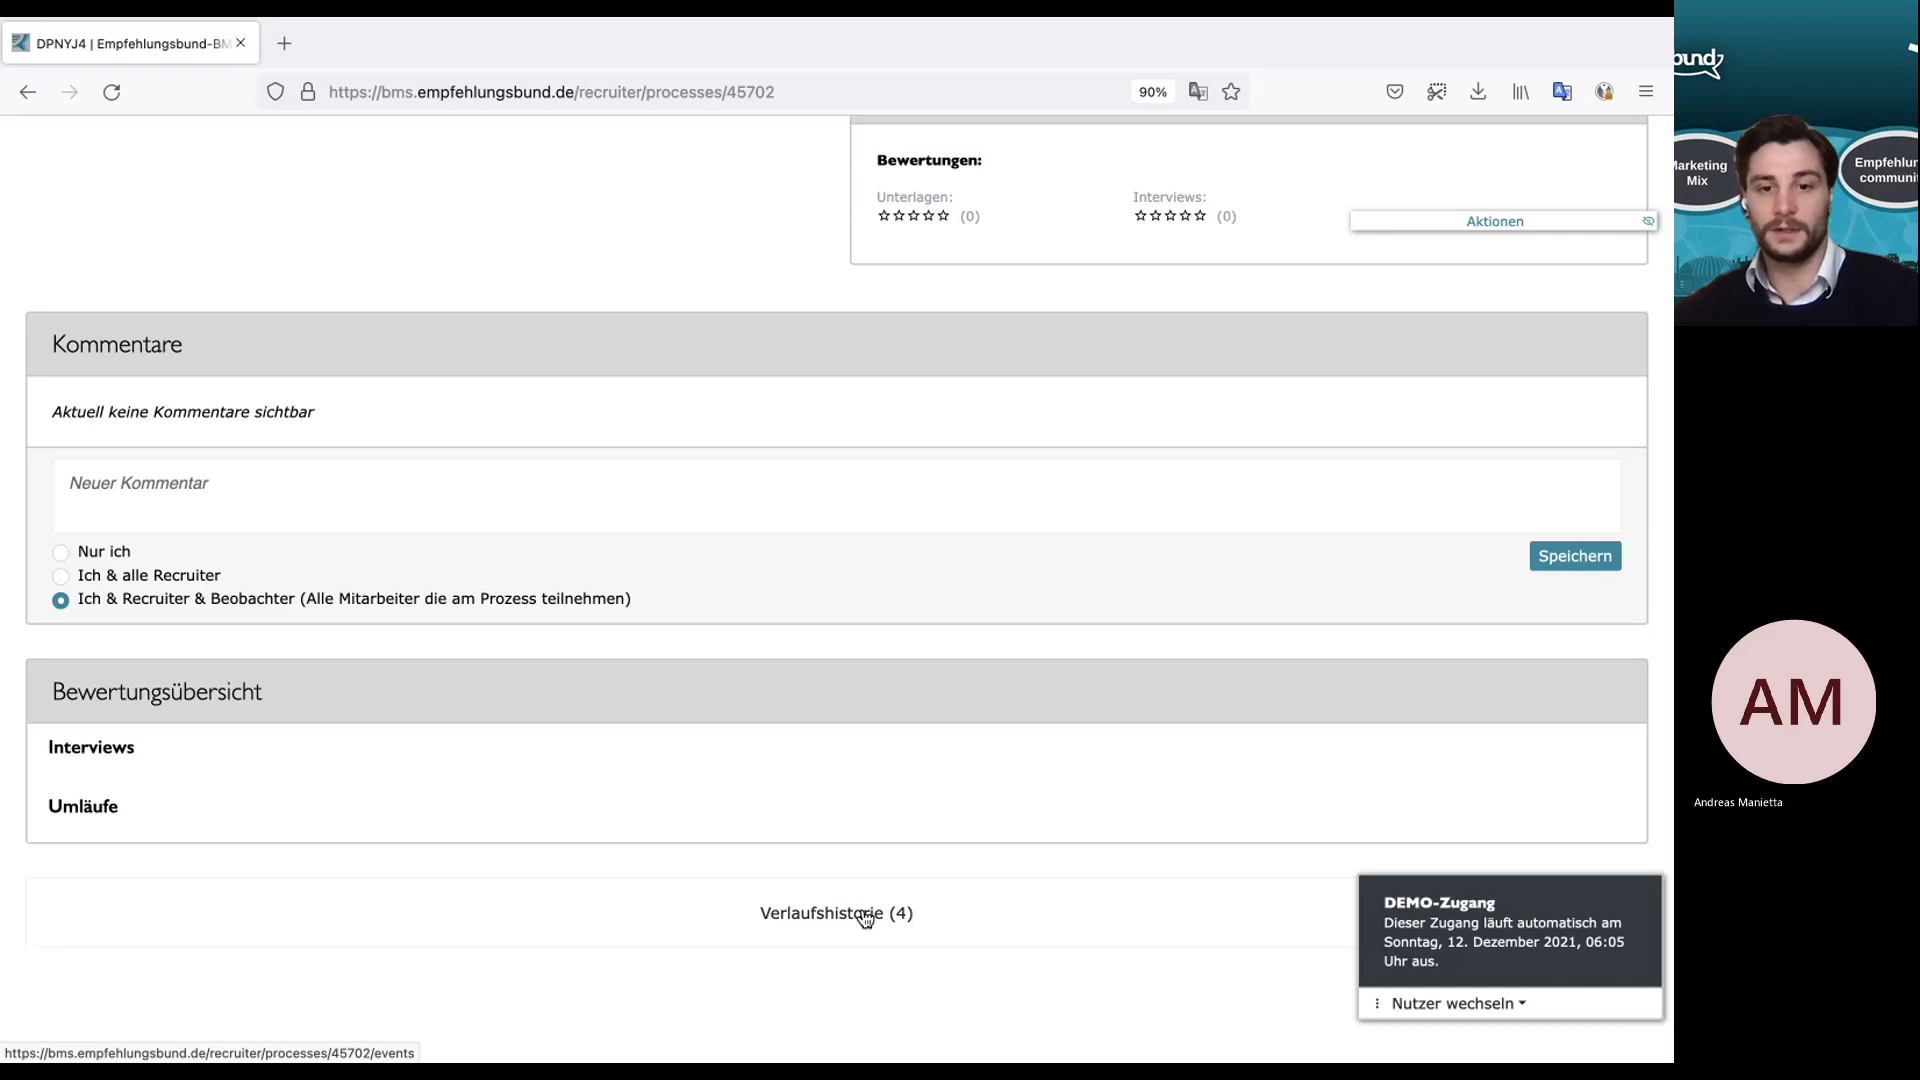 DPNYJ4 | Empfehlungsbund-BM
https://bms.empfehlungsbund.de/recruiter/processes/45702
90%
Bewertungen:
Unterlagen:
(0)
Interviews:
(0)
Aktionen
Kommentare
Aktuell keine Kommentare sichtbar
Neuer Kommentar
Nur ich
Ich & alle Recruiter
Ich & Recruiter & Beobachter (Alle Mitarbeiter die am Prozess teilnehmen)
Speichern
Bewertungsübersicht
Interviews
Umläufe
Verlaufshistorie (4)
DEMO-Zugang
Dieser Zugang läuft automatisch am
Sonntag, 12. Dezember 2021, 06:05
Uhr aus.
Nutzer wechseln
https://bms.empfehlungsbund.de/recruiter/processes/45702/events
bund
arketing
Mix
Empfehlun
communi
AM
Andreas Manietta